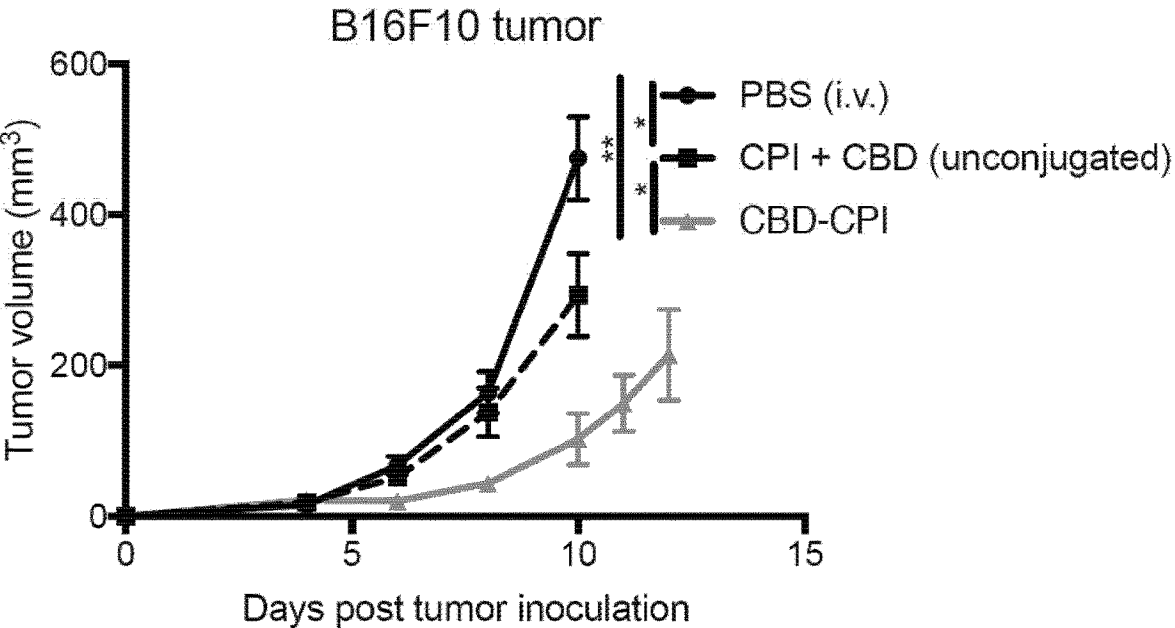 B16F10 tumor
600
400
200
0
0
5
10
15
Tumor volume (mm³)
Days post tumor inoculation
**
*
*
PBS (i.v.)
CPI + CBD (unconjugated)
CBD-CPI